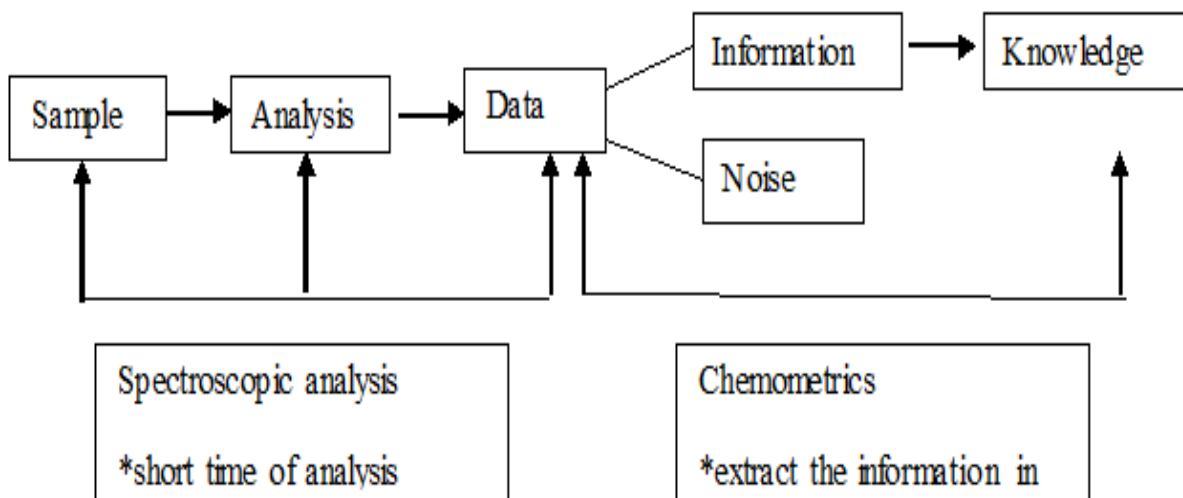 Sample
Analysis
Data
Information
Knowledge
Noise
Spectroscopic analysis
*short time of analysis
Chemometrics
*extract the information in